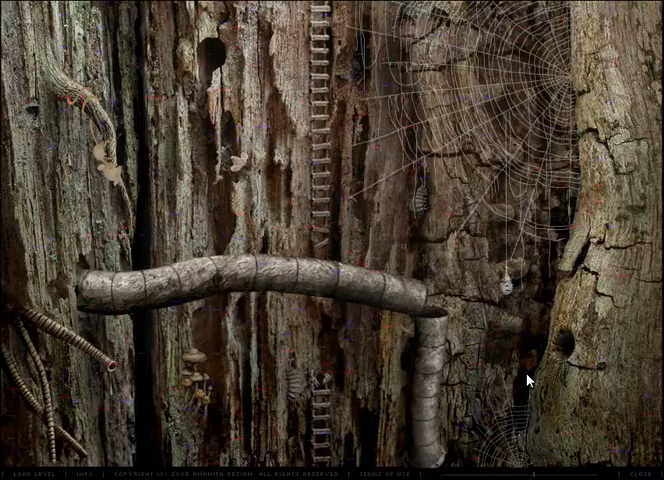 LOAD LEVEL | INFO | COPYRIGHT (C) 2005 AMANITA DESIGN. ALL RIGHTS RESERVED | TERMS OF USE | CLOSE